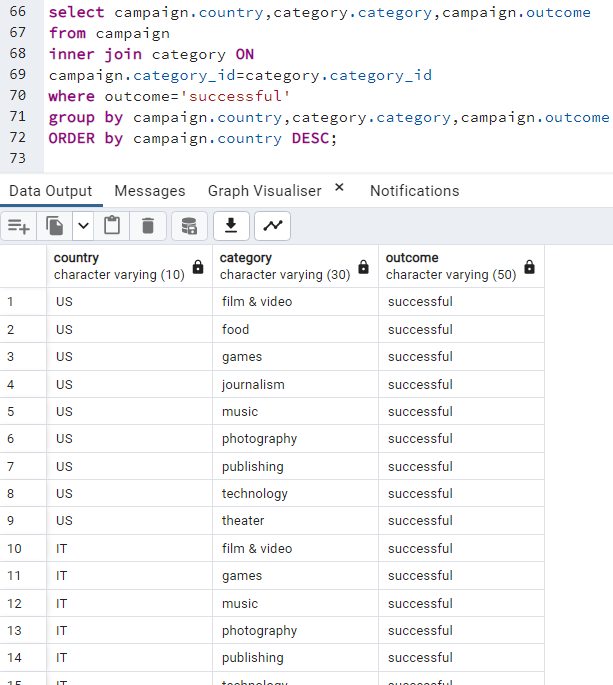 66 select campaign.country,category.category,campaign.outcome
67 from campaign
68 inner join category ON
69 campaign.category_id=category.category_id
70 where outcome='successful'
71 group by campaign.country,category.category,campaign.outcome
72 ORDER by campaign.country DESC;
73
Data Output Messages Graph Visualiser × Notifications
country category outcome
character varying (10) character varying (30) character varying (50)
1 US film & video successful
2 US food successful
3 US games successful
4 US journalism successful
5 US music successful
6 US photography successful
7 US publishing successful
8 US technology successful
9 US theater successful
10 IT film & video successful
11 IT games successful
12 IT music successful
13 IT photography successful
14 IT publishing successful
15 IT technology successful